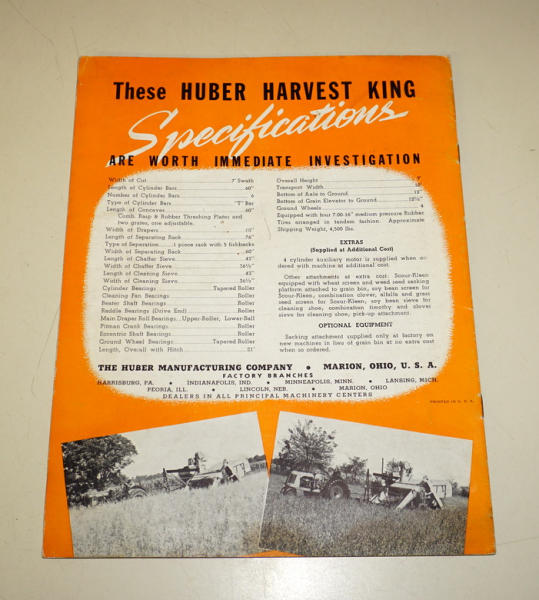 These HUBER HARVEST KING
Specifications
ARE WORTH IMMEDIATE INVESTIGATION
Width of Cut 7' Swath
Length of Cylinder Bars 60"
Number of Cylinder Bars 6
Type of Cylinder Bars "T" Bar
Length of Concaves 60"
Comb. Rasp & Rubber Threshing Plates and
two grates, one adjustable.
Width of Drapers
Length of Separating Rack 76"
Type of Separation 1 piece rack with 5 fishbacks
Width of Separating Rack 60"
Length of Chaffer Sieve 42"
Width of Chaffer Sieve
Length of Cleaning Sieve 42"
Width of Cleaning Sieve
Cylinder Bearings Tapered Roller
Cleaning Fan Bearings Roller
Beater Shaft Bearings Roller
Raddle Bearings (Drive End) Roller
Main Draper Roll Bearings Upper-Roller, Lower-Ball
Pitman Crank Bearings Roller
Eccentric Shaft Bearings Roller
Ground Wheel Bearings Tapered Roller
Length, Overall with Hitch 21'
Overall Height 9'
Transport Width
Bottom of Axle to Ground 12"
Bottom of Grain Elevator to Ground
Ground Wheels 4
Equipped with four 7.00-16" medium pressure Rubber
Tires arranged in tandem fashion. Approximate
Shipping Weight, 4,500 lbs.
EXTRAS
(Supplied at Additional Cost)
4 cylinder auxiliary motor is supplied when or-
dered with machine at additional cost.
Other attachments at extra cost: Scour-Kleen
equipped with wheat screen and weed seed sacking
platform attached to grain bin, soy bean screen for
Scour-Kleen, combination clover, alfalfa and grass
seed screen for Scour-Kleen, soy bean sieve for
cleaning shoe, combination timothy and clover
sieve for cleaning shoe, pick-up attachment.
OPTIONAL EQUIPMENT
Sacking attachment supplied only at factory on
new machines in lieu of grain bin at no extra cost
when so ordered.
THE HUBER MANUFACTURING COMPANY • MARION, OHIO, U. S. A.
FACTORY BRANCHES
HARRISBURG, PA. • INDIANAPOLIS, IND. • MINNEAPOLIS, MINN. • LANSING, MICH.
PEORIA, ILL. • LINCOLN, NEB. • MARION, OHIO
DEALERS IN ALL PRINCIPAL MACHINERY CENTERS
PRINTED IN U. S. A.